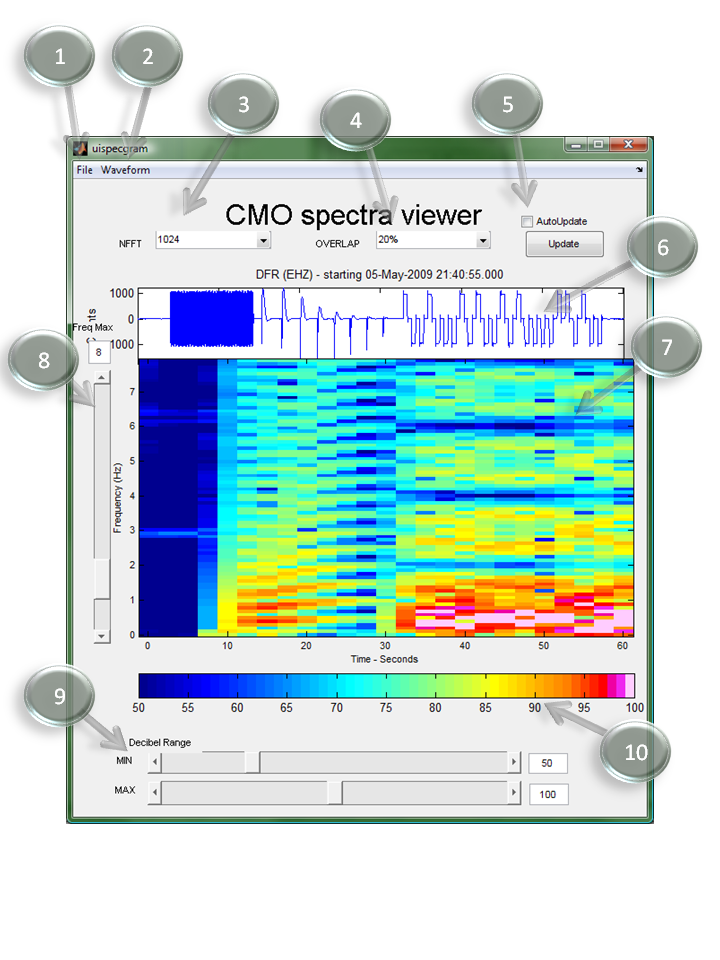 1
2
3
4
5
uispecgram
File Waveform
CMO spectra viewer
AutoUpdate
NFFT 1024 OVERLAP 20% Update
6
DFR (EHZ) - starting 05-May-2009 21:40:55.000
1000
0
1000
Freq Max
8
7
8
Frequency (Hz)
7
6
5
4
3
2
1
0
0 10 20 30 40 50 60
Time - Seconds
50 55 60 65 70 75 80 85 90 95 100
9
10
Decibel Range
MIN 50
MAX 100